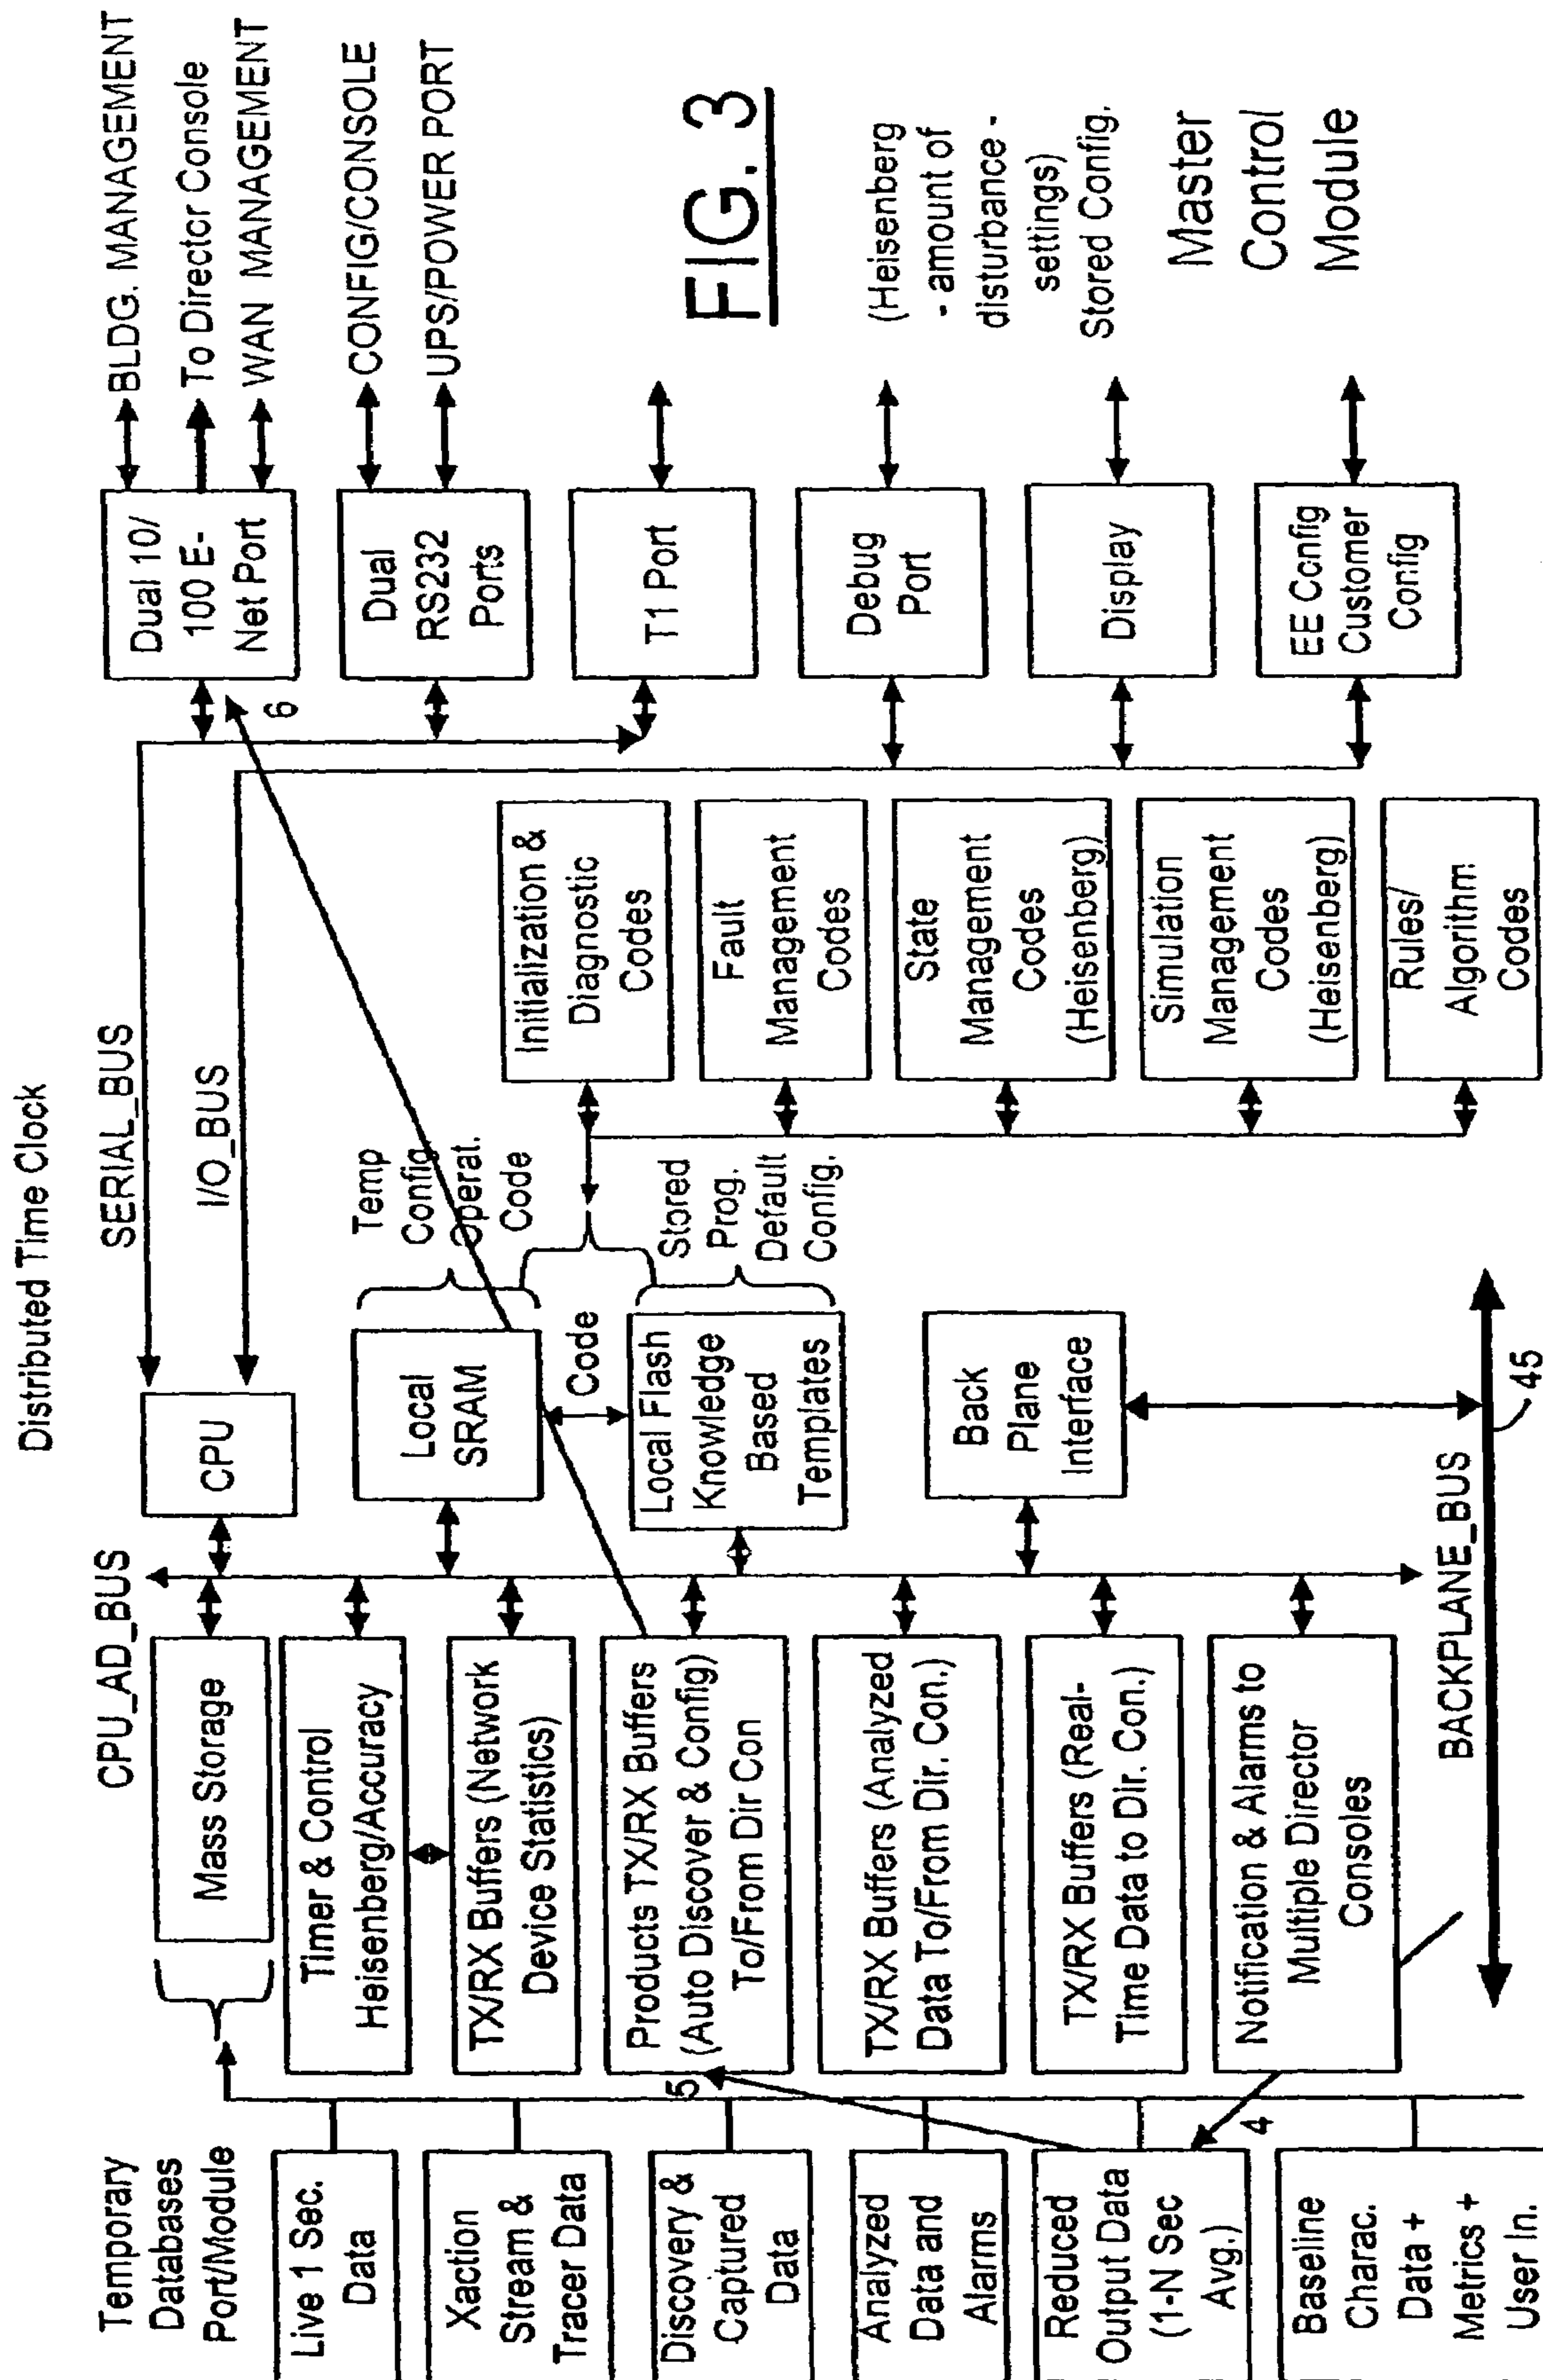 Distributed Time Clock
Temporary
Databases
Port/Module
Live 1 Sec.
Data
Xaction
Stream &
Tracer Data
Discovery &
Captured
Data
Analyzed
Data and
Alarms
Reduced
Output Data
(1-N Sec
Avg.)
Baseline
Charac.
Data +
Metrics +
User In.
CPU_AD_BUS
Mass Storage
Timer & Control
Heisenberg/Accuracy
TX/RX Buffers (Network
Device Statistics)
Products TX/RX Buffers
(Auto Discover & Config)
To/From Dir Con
5
TX/RX Buffers (Analyzed
Data To/From Dir. Con.)
TX/RX Buffers (Real-
Time Data to Dir. Con.)
Notification & Alarms to
Multiple Director
Consoles
4
BACKPLANE_BUS
45
CPU
Local
SRAM
Code
Local Flash
Knowledge
Based
Templates
Back
Plane
Interface
SERIAL_BUS
I/O_BUS
Temp
Config
Operat.
Code
Stored
Prog.
Default
Config.
Initialization &
Diagnostic
Codes
Fault
Management
Codes
State
Management
Codes
(Heisenberg)
Simulation
Management
Codes
(Heisenberg)
Rules/
Algorithm
Codes
6
Dual 10/
100 E-
Net Port
Dual
RS232
Ports
T1 Port
Debug
Port
Display
EE Config
Customer
Config
BLDG. MANAGEMENT
To Director Console
WAN MANAGEMENT
CONFIG/CONSOLE
UPS/POWER PORT
FIG. 3
(Heisenberg
- amount of
disturbance -
settings)
Stored Config.
Master
Control
Module